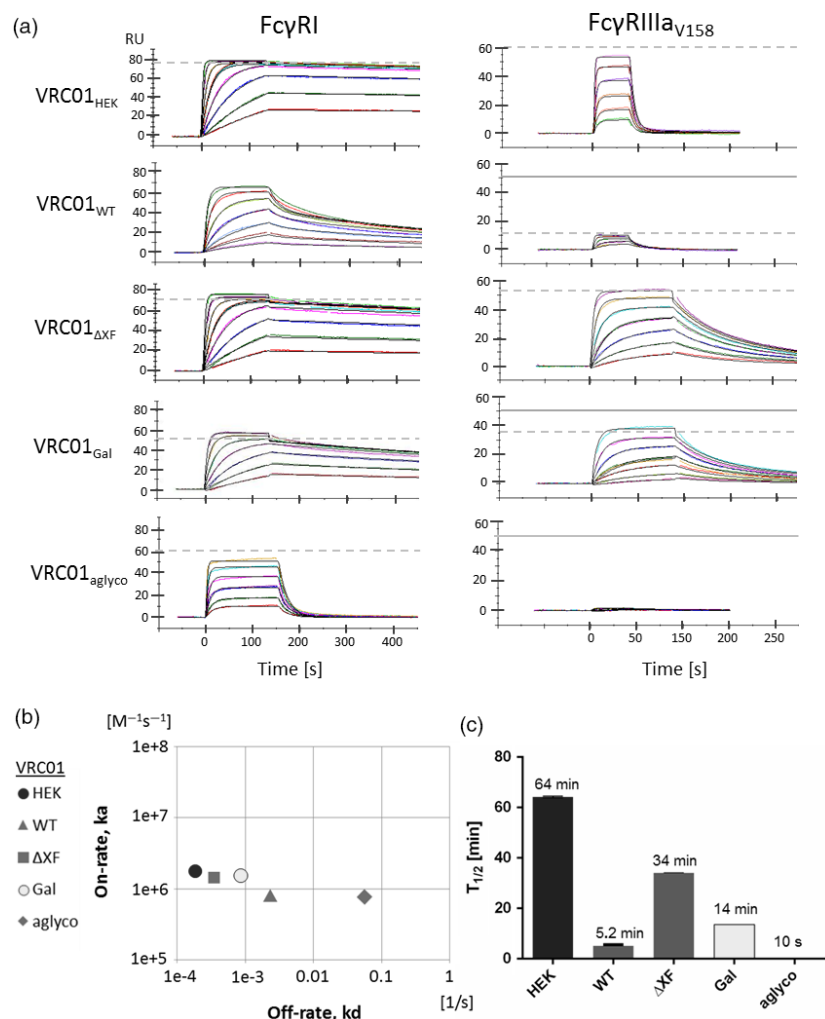 (a)
FcγRI
FcγRIIIaV158
RU
VRC01HEK
80
60
40
20
0
60
40
20
0
VRC01WT
80
60
40
20
0
60
40
20
0
VRC01ΔXF
80
60
40
20
0
60
40
20
0
VRC01Gal
80
60
40
20
0
60
40
20
0
VRC01aglyco
80
60
40
20
0
60
40
20
0
0 100 200 300 400
0 50 100 150 200 250
Time [s]
Time [s]
(b)
[M−1s−1]
VRC01
HEK
WT
ΔXF
Gal
aglyco
On-rate, ka
1e+8
1e+7
1e+6
1e+5
1e-4 1e-3 0.01 0.1 1
Off-rate, kd
[1/s]
(c)
T1/2 [min]
80
60
40
20
0
64 min
5.2 min
34 min
14 min
10 s
HEK
WT
ΔXF
Gal
aglyco